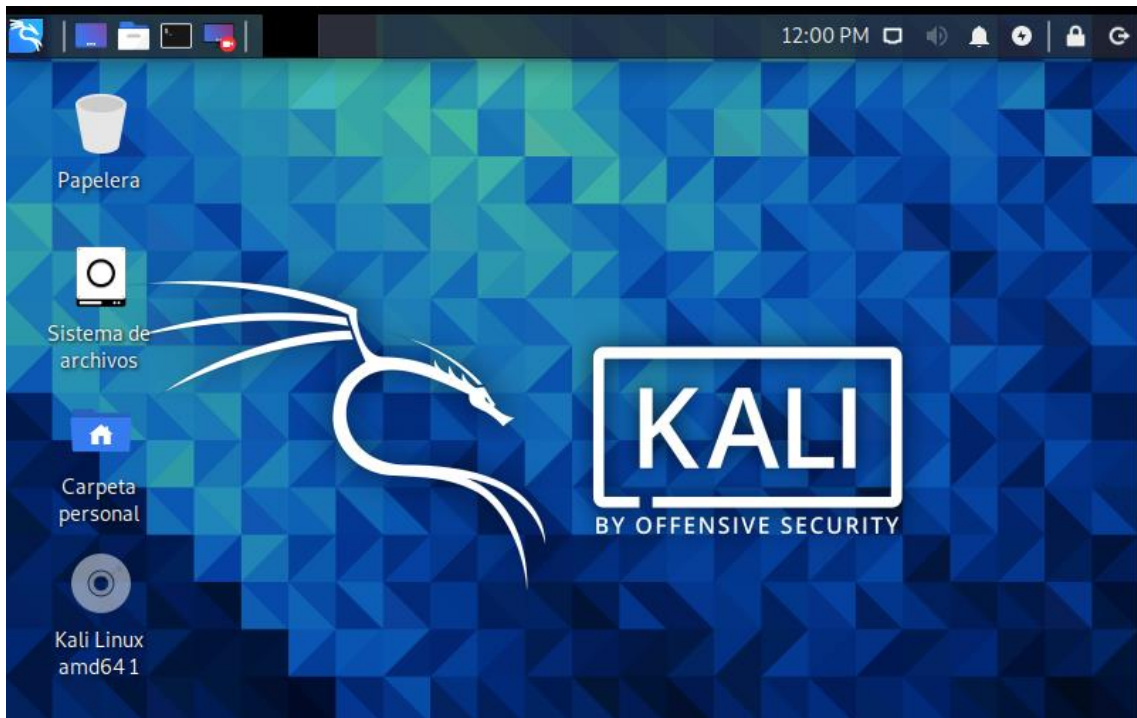 12:00 PM
Papelera
Sistema de
archivos
KALI
BY OFFENSIVE SECURITY
Carpeta
personal
Kali Linux
amd64 1